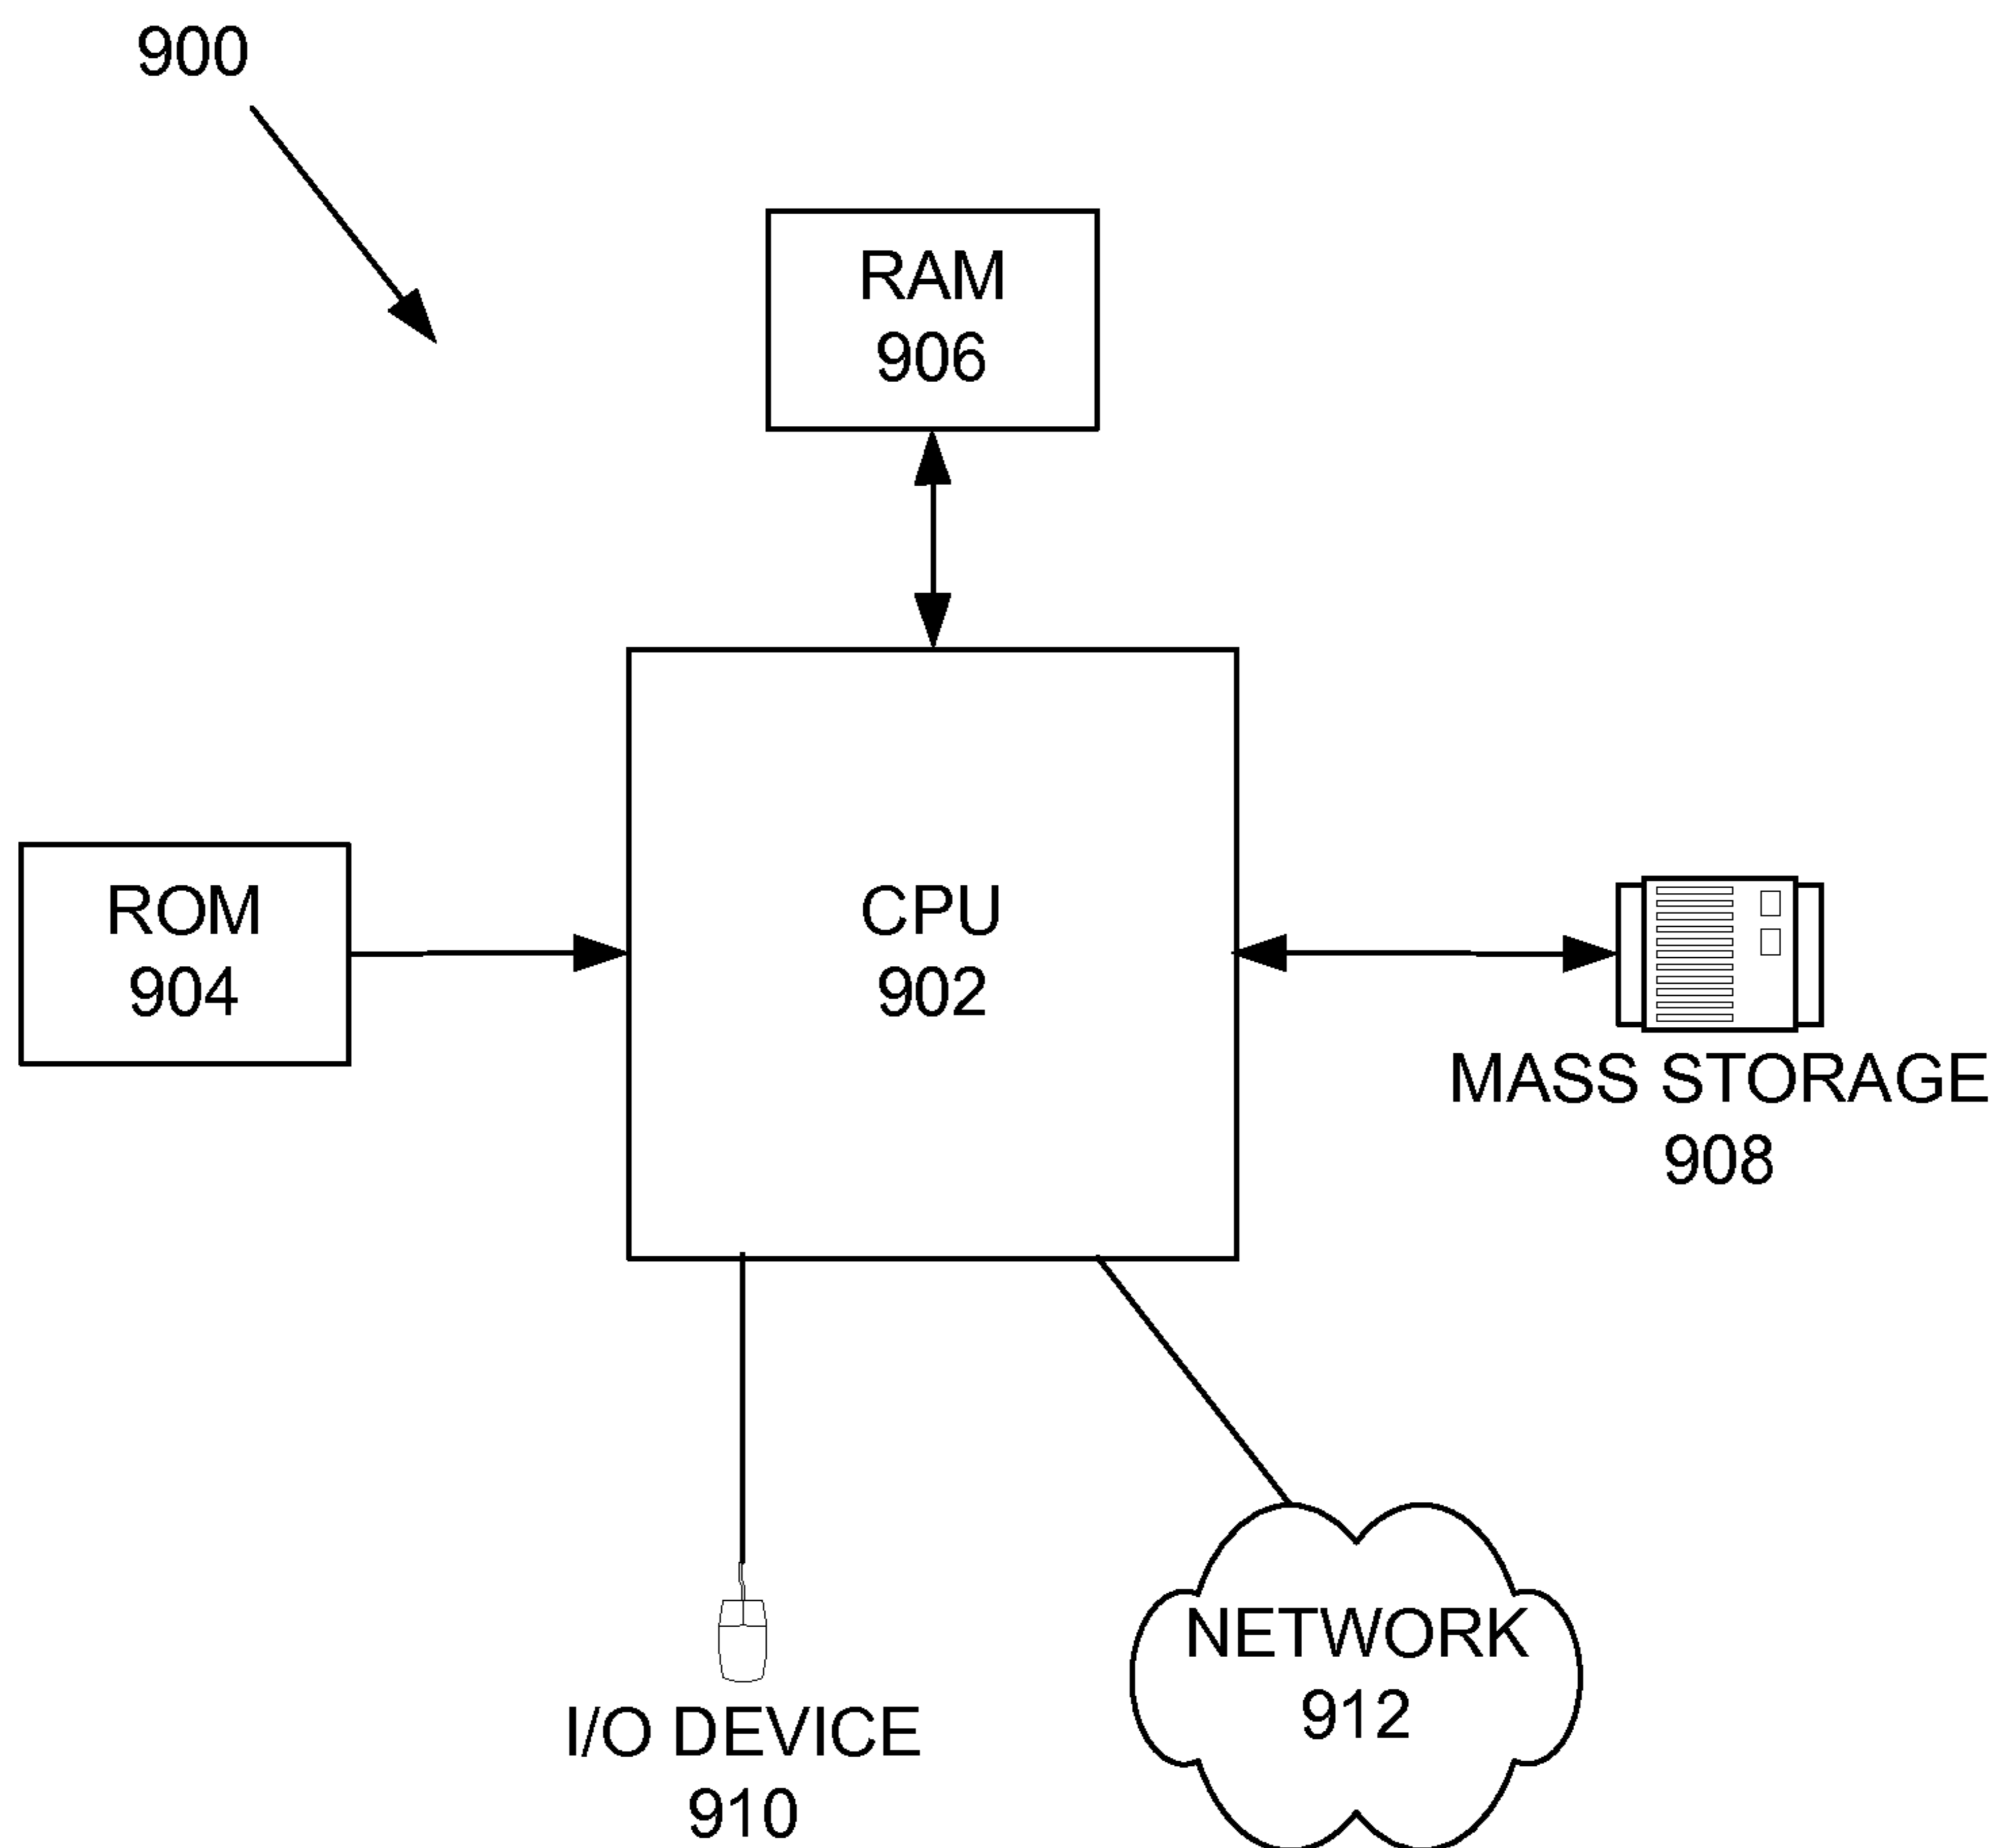 900
RAM
906
ROM
904
CPU
902
MASS STORAGE
908
I/O DEVICE
910
NETWORK
912